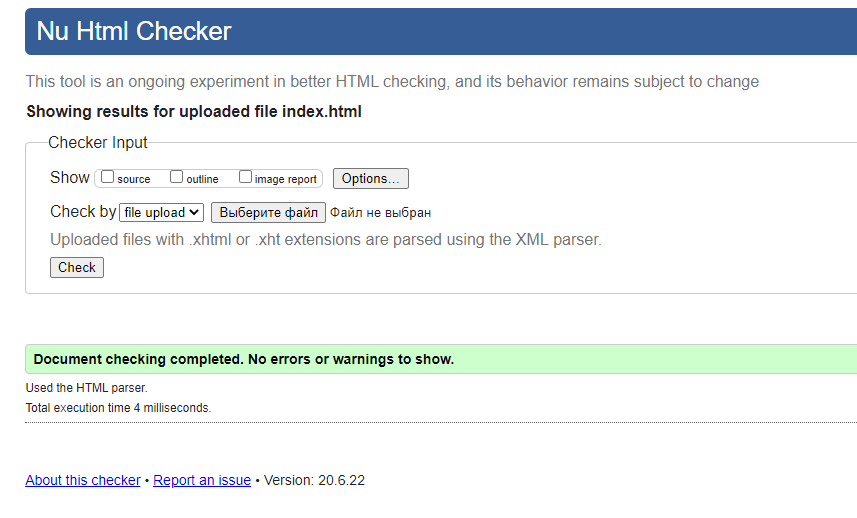 Nu Html Checker
This tool is an ongoing experiment in better HTML checking, and its behavior remains subject to change
Showing results for uploaded file index.html
Checker Input
Show source outline image report Options...
Check by file upload Выберите файл Файл не выбран
Uploaded files with .xhtml or .xht extensions are parsed using the XML parser.
Check
Document checking completed. No errors or warnings to show.
Used the HTML parser.
Total execution time 4 milliseconds.
About this checker • Report an issue • Version: 20.6.22